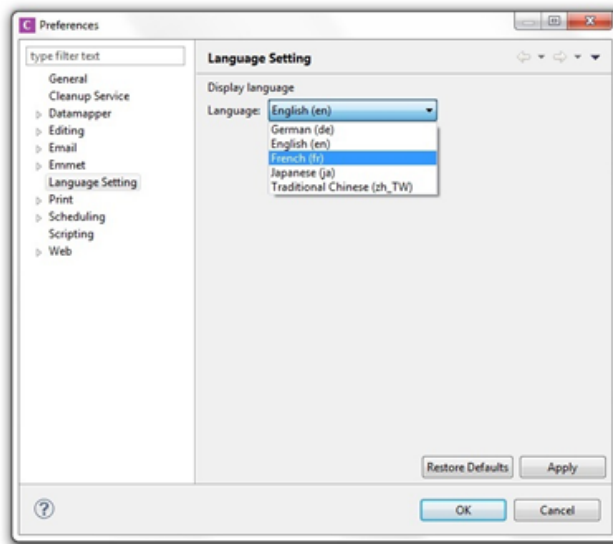 C Preferences
type filter text
General
Cleanup Service
Datamapper
Editing
Email
Emmet
Language Setting
Print
Scheduling
Scripting
Web
Language Setting
Display language
Language: English (en)
German (de)
English (en)
French (fr)
Japanese (ja)
Traditional Chinese (zh_TW)
Restore Defaults Apply
? OK Cancel